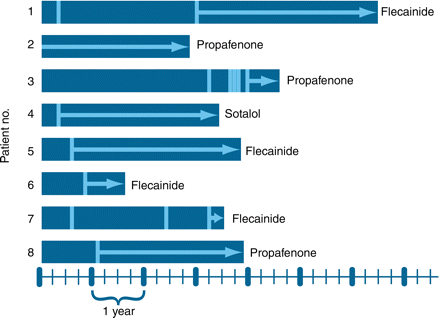 Patient no.
1 Flecainide
2 Propafenone
3 Propafenone
4 Sotalol
5 Flecainide
6 Flecainide
7 Flecainide
8 Propafenone
1 year